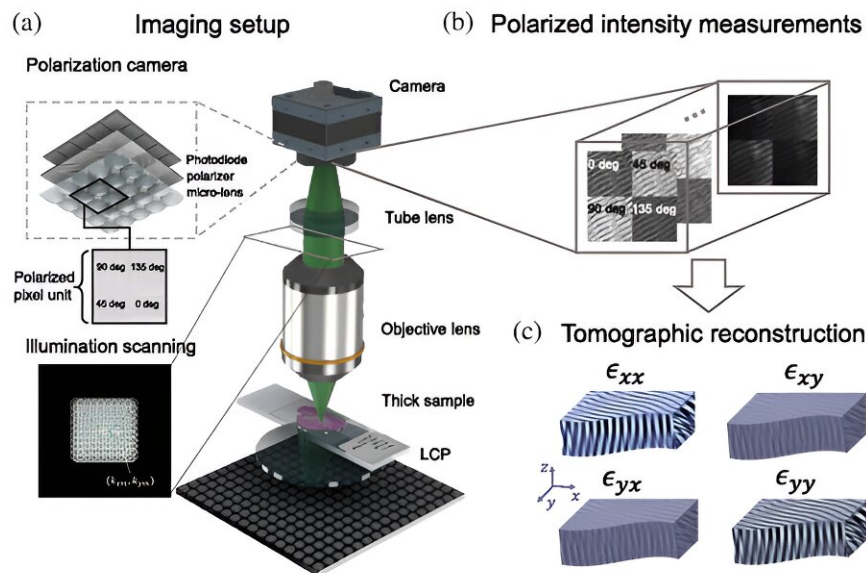 (a) Imaging setup
Polarization camera
Camera
Photodiode
polarizer
micro-lens
Tube lens
90 deg 135 deg
45 deg 0 deg
Polarized
pixel unit
Objective lens
Illumination scanning
Thick sample
LCP
(b) Polarized intensity measurements
...
0 deg 45 deg
90 deg 135 deg
(c) Tomographic reconstruction
ϵxx ϵxy
z
x
y
ϵyx ϵyy